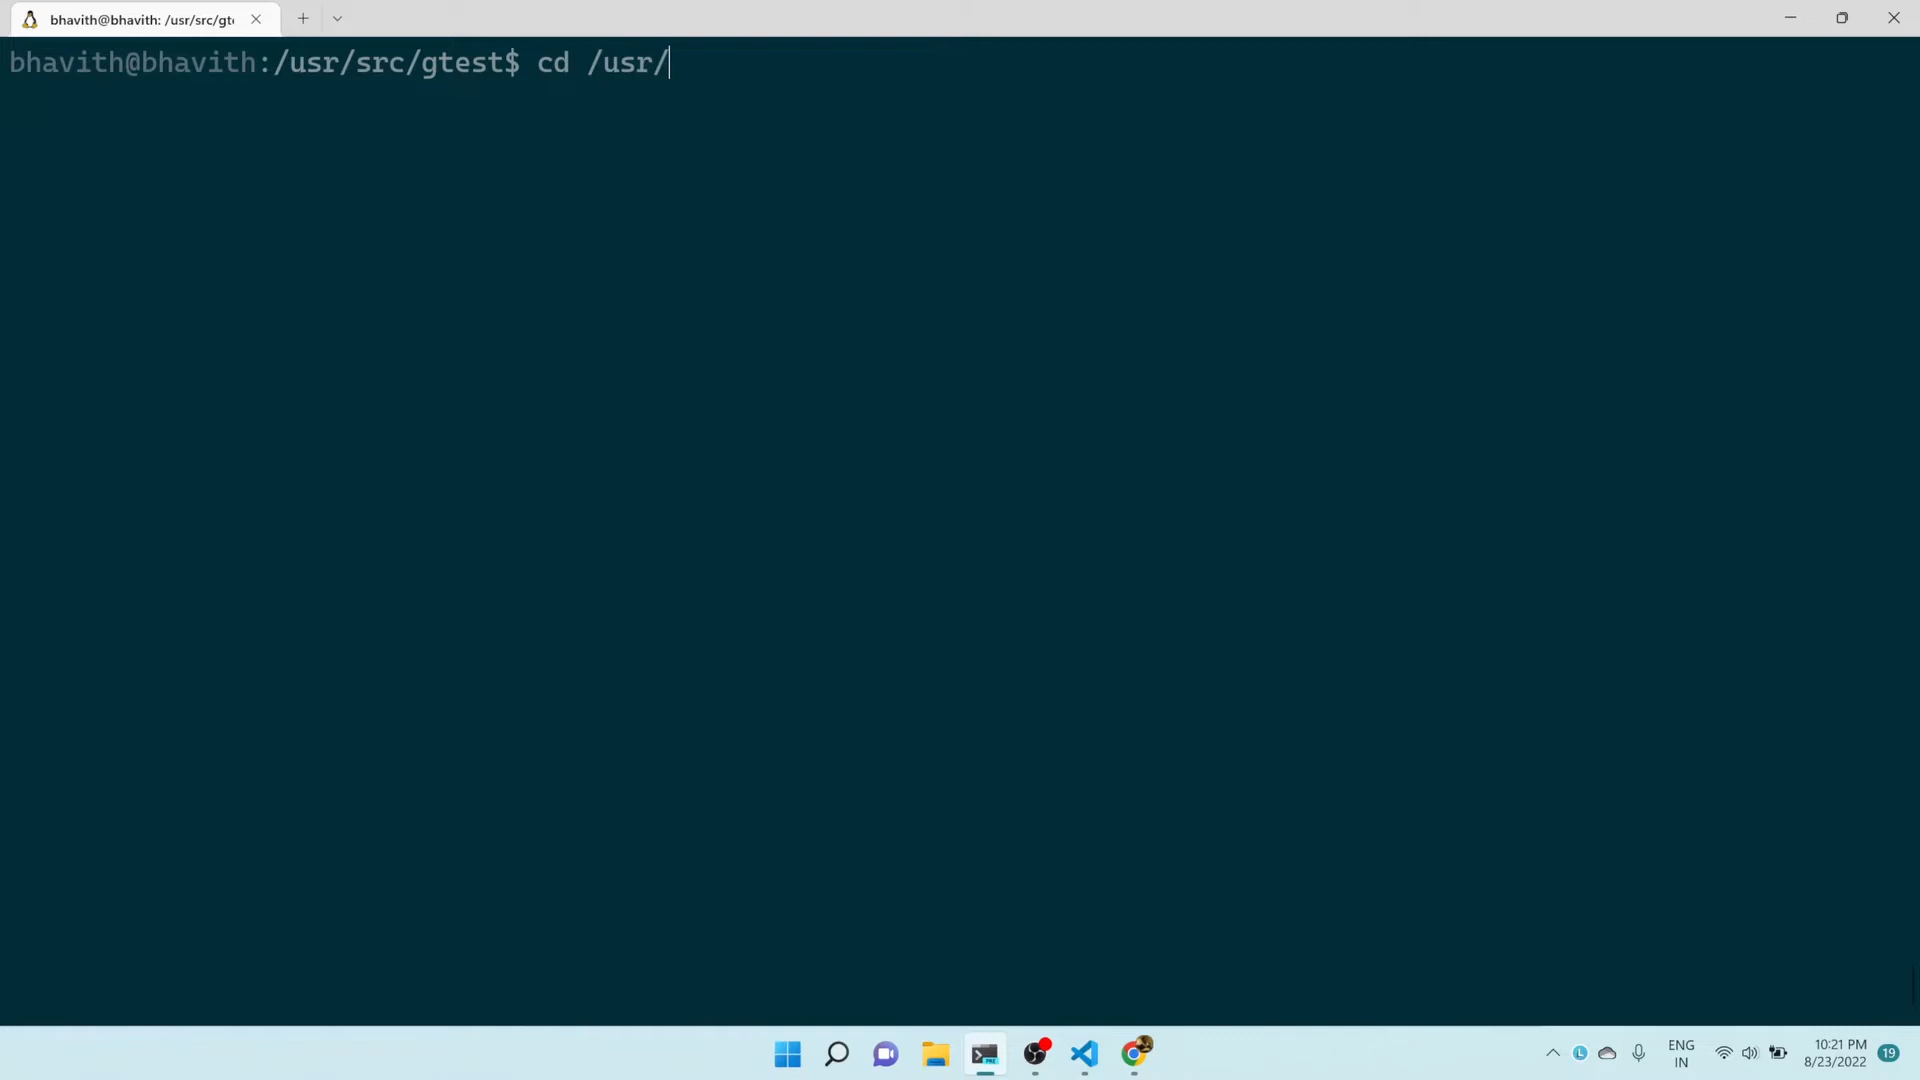 bhavith@bhavith: /usr/src/gt
bhavith@bhavith:/usr/src/gtest$ cd /usr/
PRE
L
ENG
IN
10:21 PM
8/23/2022
19